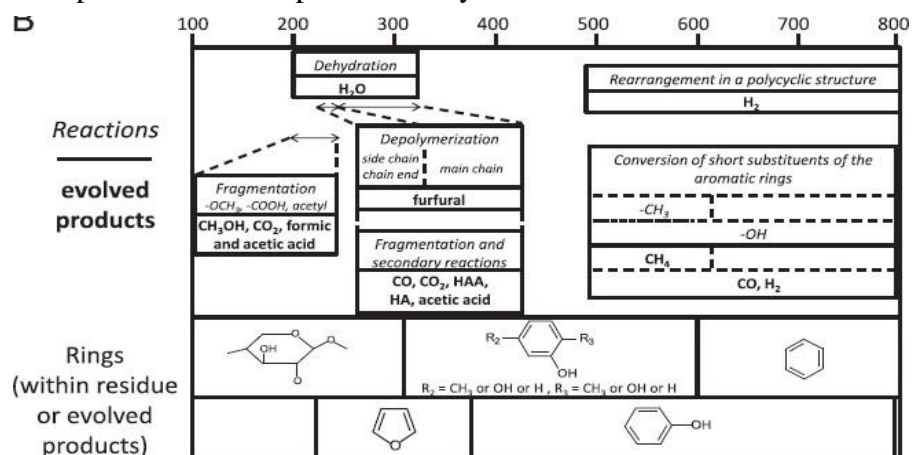 B
100 200 300 400 500 600 700 800
Dehydration
H₂O
Rearrangement in a polycyclic structure
H₂
Reactions
evolved
products
Depolymerization
side chain
chain end
main chain
furfural
Conversion of short substituents of the
aromatic rings
-CH₃
-OH
CH₄
CO, H₂
Fragmentation
-OCH₃, -COOH, acetyl
CH₃OH, CO₂, formic
and acetic acid
Fragmentation and
secondary reactions
CO, CO₂, HAA,
HA, acetic acid
Rings
(within residue
or evolved
products)
O
O
OH
O
R₂
R₃
OH
R₂ = CH₃ or OH or H , R₃ = CH₃ or OH or H
O
OH